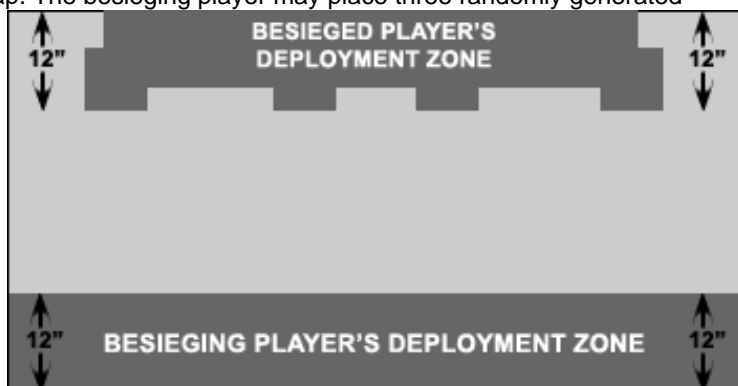 The besieging player may place three randomly generated
BESIEGED PLAYER'S
12" DEPLOYMENT ZONE 12"
12" BESIEGING PLAYER'S DEPLOYMENT ZONE 12"